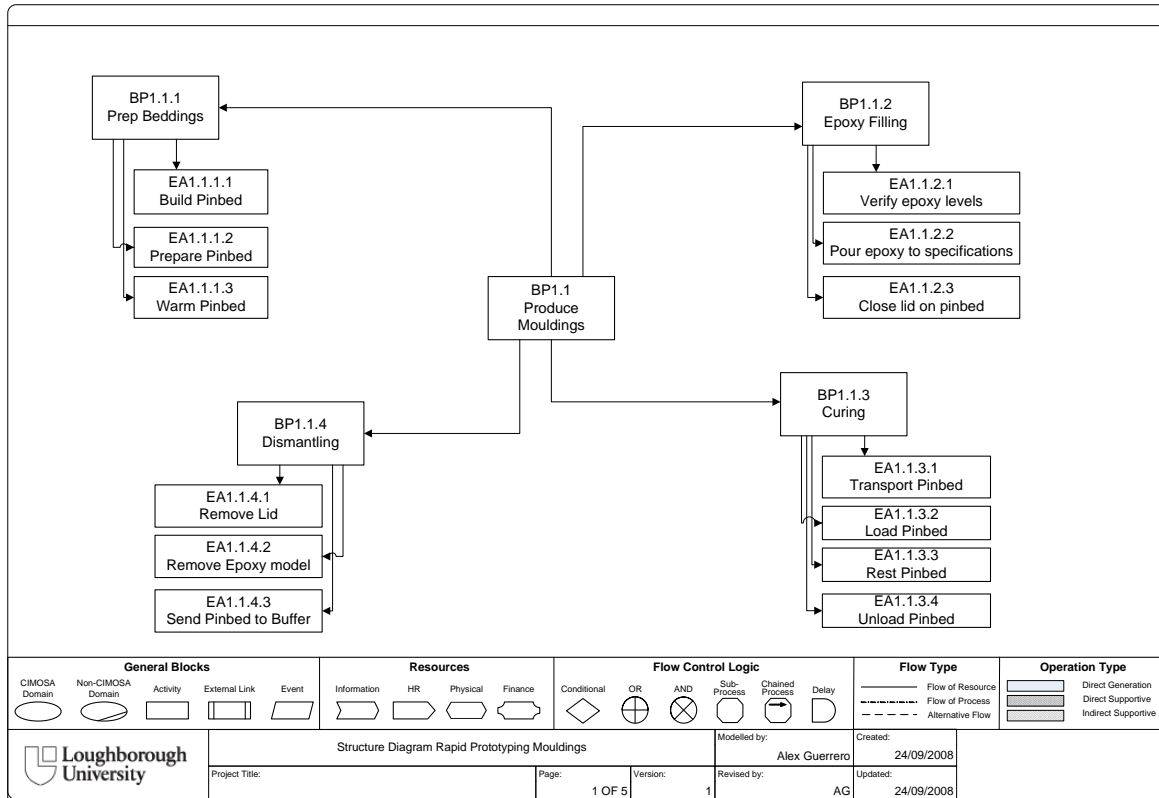 BP1.1.1
Prep Beddings
EA1.1.1.1
Build Pinbed
EA1.1.1.2
Prepare Pinbed
EA1.1.1.3
Warm Pinbed
BP1.1.2
Epoxy Filling
EA1.1.2.1
Verify epoxy levels
EA1.1.2.2
Pour epoxy to specifications
EA1.1.2.3
Close lid on pinbed
BP1.1
Produce
Mouldings
BP1.1.4
Dismantling
EA1.1.4.1
Remove Lid
EA1.1.4.2
Remove Epoxy model
EA1.1.4.3
Send Pinbed to Buffer
BP1.1.3
Curing
EA1.1.3.1
Transport Pinbed
EA1.1.3.2
Load Pinbed
EA1.1.3.3
Rest Pinbed
EA1.1.3.4
Unload Pinbed
General Blocks
CIMOSA
Domain
Non-CIMOSA
Domain
Activity
External Link
Event
Resources
Information
HR
Physical
Finance
Flow Control Logic
Conditional
OR
AND
Sub-
Process
Chained
Process
Delay
Flow Type
Flow of Resource
Flow of Process
Alternative Flow
Operation Type
Direct Generation
Direct Supportive
Indirect Supportive
Loughborough
University
Structure Diagram Rapid Prototyping Mouldings
Modelled by:
Alex Guerrero
Created:
24/09/2008
Project Title:
Page:
1 OF 5
Version:
1
Revised by:
AG
Updated:
24/09/2008